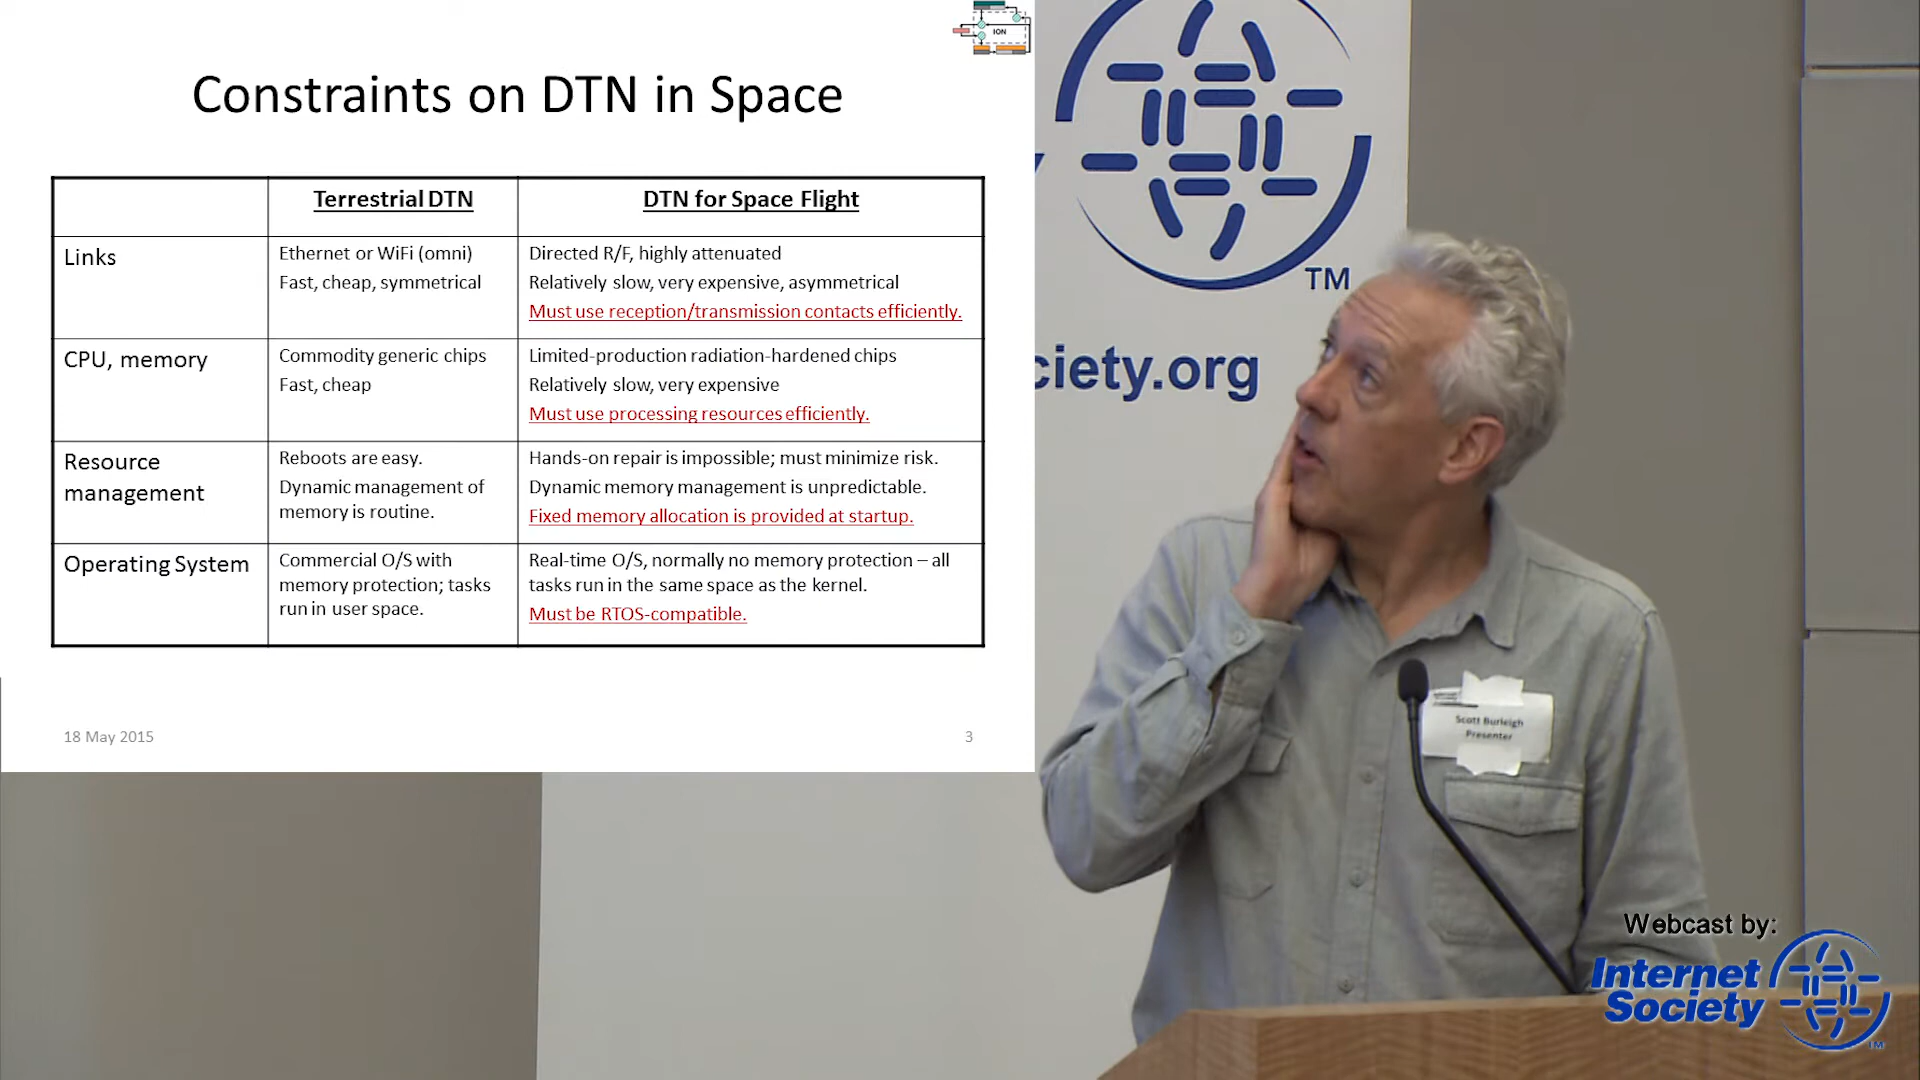 ION
Constraints on DTN in Space
Terrestrial DTN
DTN for Space Flight
Links
Ethernet or WiFi (omni)
Fast, cheap, symmetrical
Directed R/F, highly attenuated
Relatively slow, very expensive, asymmetrical
Must use reception/transmission contacts efficiently.
CPU, memory
Commodity generic chips
Fast, cheap
Limited-production radiation-hardened chips
Relatively slow, very expensive
Must use processing resources efficiently.
Resource
management
Reboots are easy.
Dynamic management of
memory is routine.
Hands-on repair is impossible; must minimize risk.
Dynamic memory management is unpredictable.
Fixed memory allocation is provided at startup.
Operating System
Commercial O/S with
memory protection; tasks
run in user space.
Real-time O/S, normally no memory protection – all
tasks run in the same space as the kernel.
Must be RTOS-compatible.
18 May 2015
3
TM
ciety.org
Scott Burleigh
Presenter
Webcast by:
Internet
Society
TM